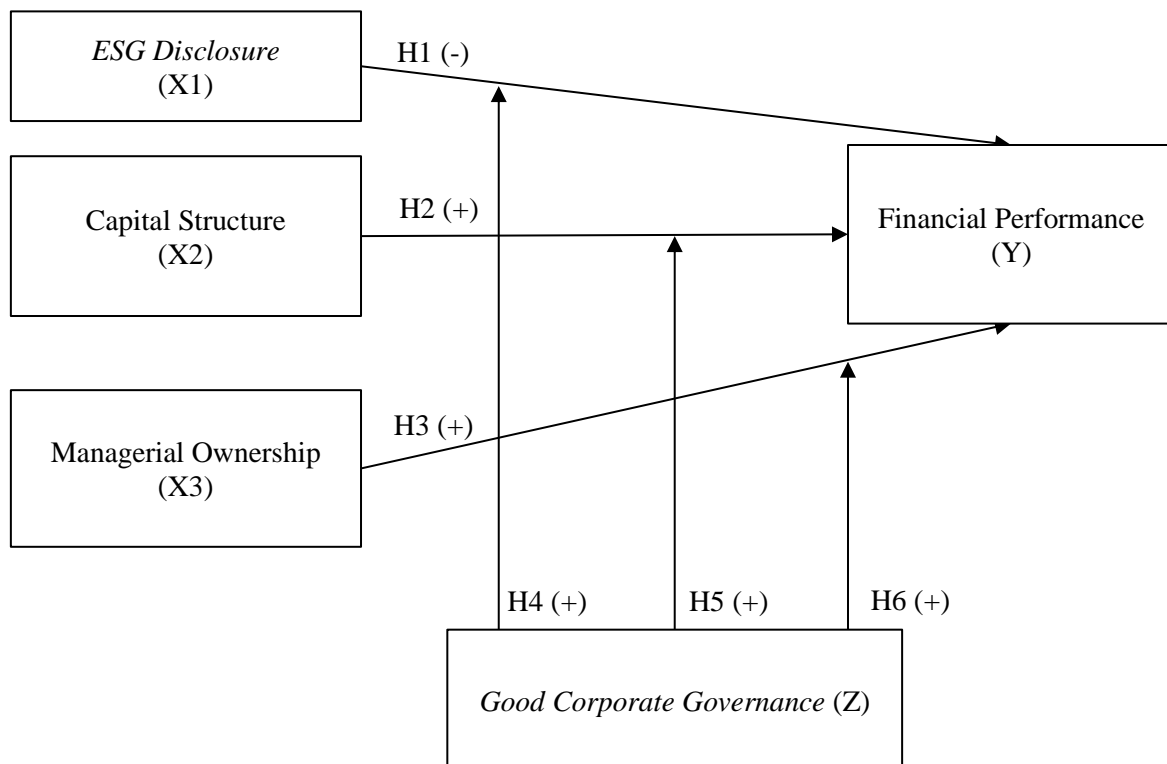 ESG Disclosure
(X1)
H1 (-)
Capital Structure
(X2)
H2 (+)
Financial Performance
(Y)
Managerial Ownership
(X3)
H3 (+)
H4 (+)
H5 (+)
H6 (+)
Good Corporate Governance (Z)